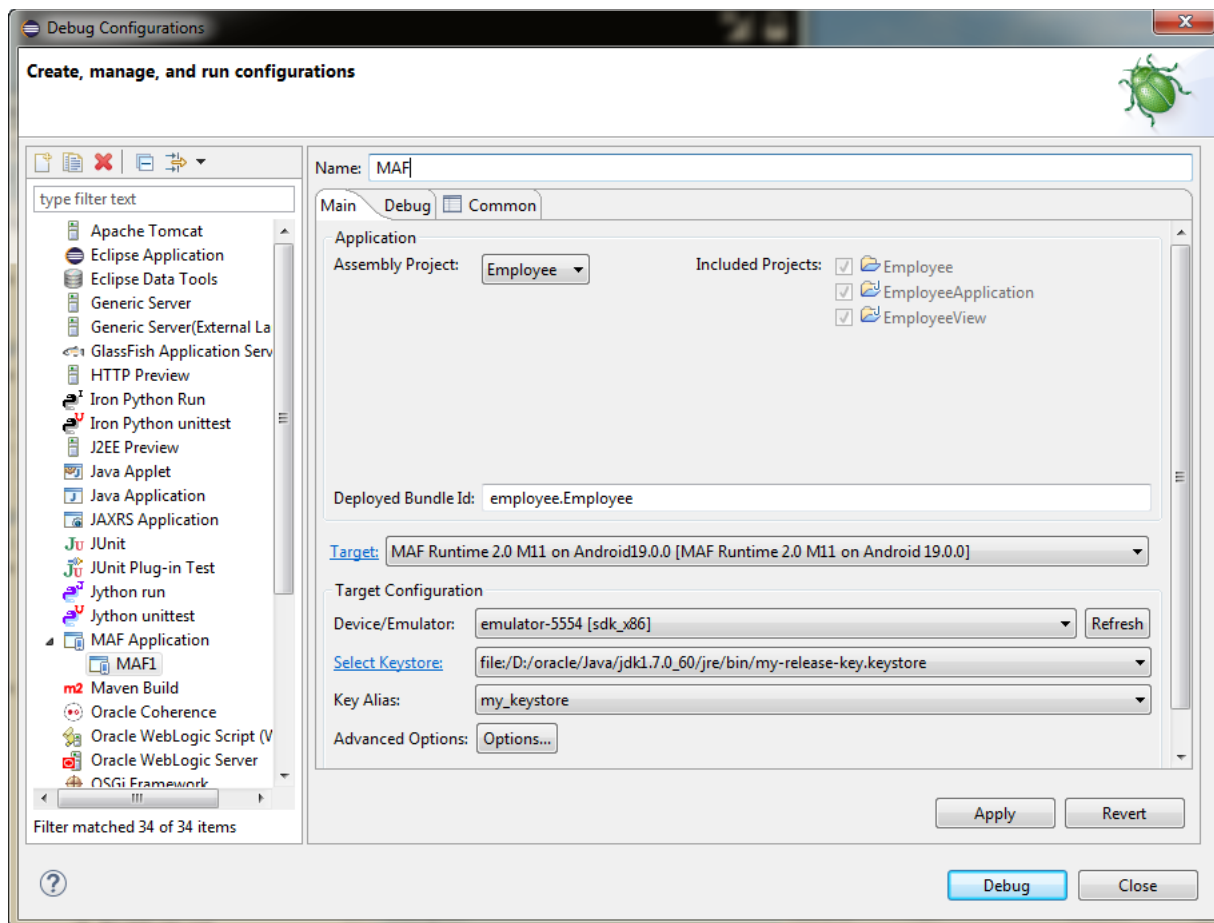 Debug Configurations
Create, manage, and run configurations
type filter text
Apache Tomcat
Eclipse Application
Eclipse Data Tools
Generic Server
Generic Server(External La
GlassFish Application Serv
HTTP Preview
Iron Python Run
Iron Python unittest
J2EE Preview
Java Applet
Java Application
JAXRS Application
JUnit
JUnit Plug-in Test
Jython run
Jython unittest
MAF Application
MAF1
m2 Maven Build
Oracle Coherence
Oracle WebLogic Script (W
Oracle WebLogic Server
OSGi Framework
Filter matched 34 of 34 items
Name: MAF
Main Debug Common
Application
Assembly Project: Employee Included Projects: Employee
EmployeeApplication
EmployeeView
Deployed Bundle Id: employee.Employee
Target: MAF Runtime 2.0 M11 on Android19.0.0 [MAF Runtime 2.0 M11 on Android 19.0.0]
Target Configuration
Device/Emulator: emulator-5554 [sdk_x86] Refresh
Select Keystore: file:/D:/oracle/Java/jdk1.7.0_60/jre/bin/my-release-key.keystore
Key Alias: my_keystore
Advanced Options: Options...
Apply Revert
Debug Close